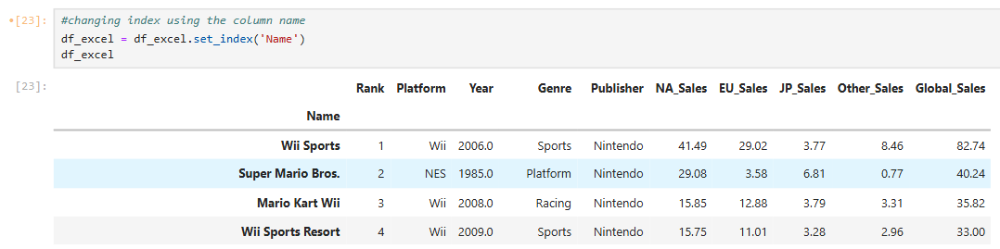 [23]: #changing index using the column name
df_excel = df_excel.set_index('Name')
df_excel
[23]:
Rank Platform Year Genre Publisher NA_Sales EU_Sales JP_Sales Other_Sales Global_Sales
Name
Wii Sports 1 Wii 2006.0 Sports Nintendo 41.49 29.02 3.77 8.46 82.74
Super Mario Bros. 2 NES 1985.0 Platform Nintendo 29.08 3.58 6.81 0.77 40.24
Mario Kart Wii 3 Wii 2008.0 Racing Nintendo 15.85 12.88 3.79 3.31 35.82
Wii Sports Resort 4 Wii 2009.0 Sports Nintendo 15.75 11.01 3.28 2.96 33.00